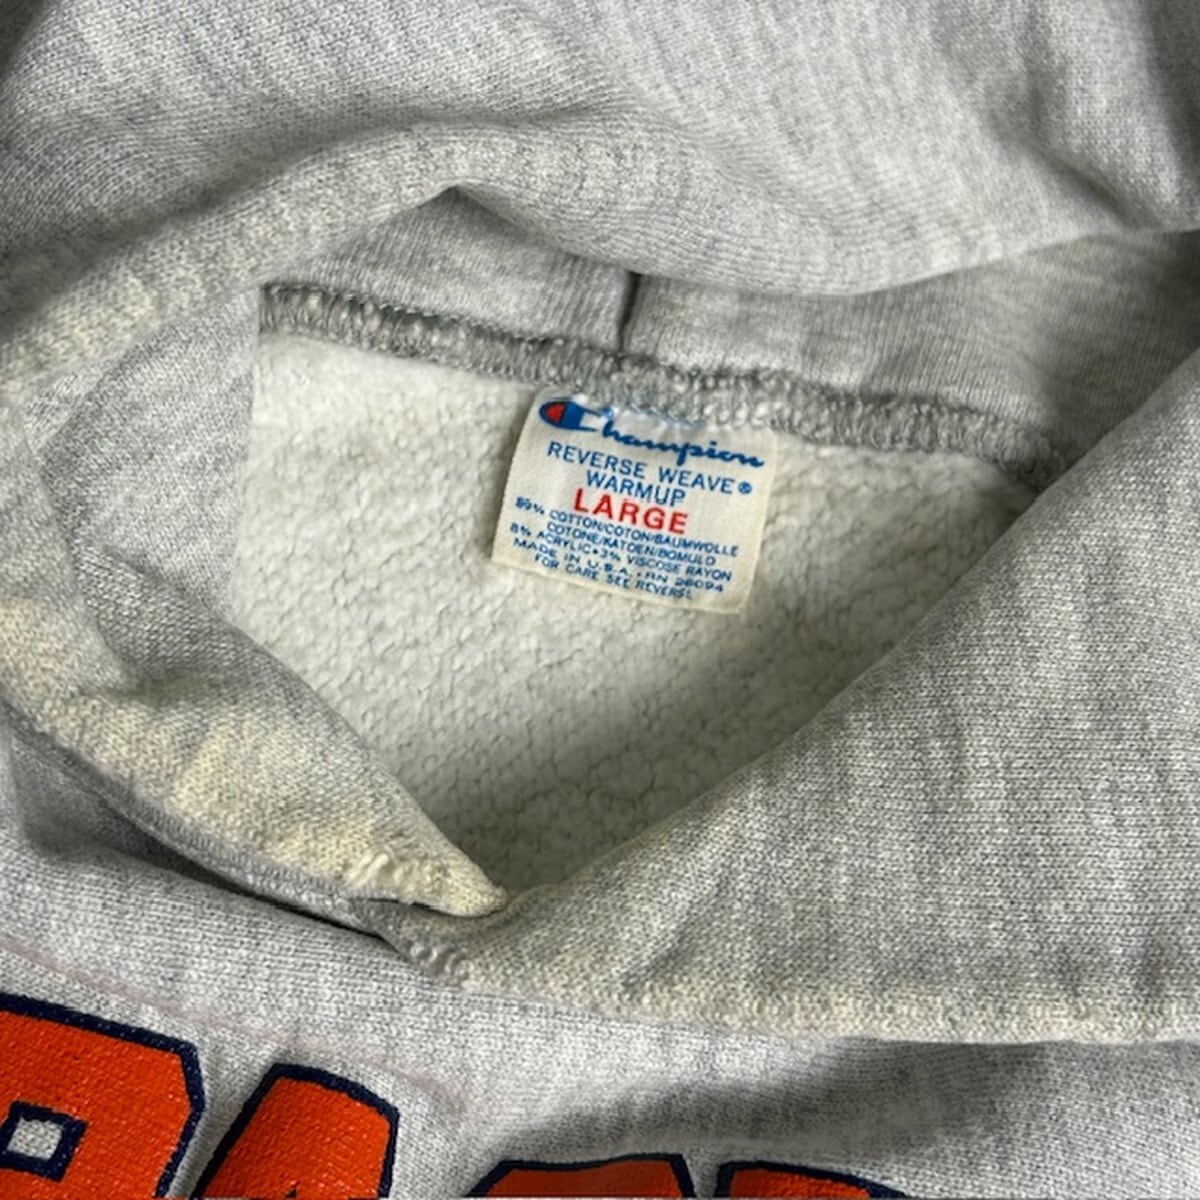 Champion
REVERSE WEAVE®
WARMUP
LARGE
89% COTTON/COTON/BAUMWOLLE
COTONE/KATOEN/BOMULD
8% ACRYLIC • 3% VISCOSE RAYON
MADE IN U.S.A. • RN 26094
FOR CARE SEE REVERSE